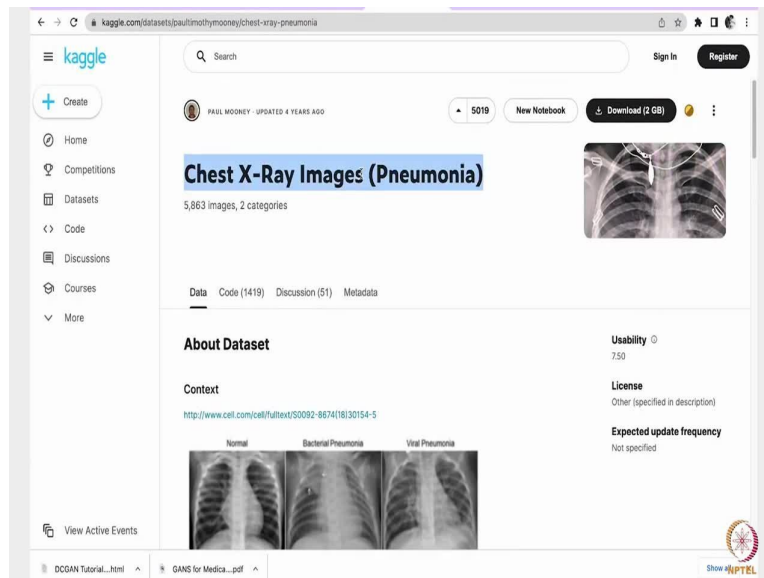 kaggle.com/datasets/paultimothymooney/chest-xray-pneumonia
kaggle
Search
Sign In
Register
Create
PAUL MOONEY · UPDATED 4 YEARS AGO
5019
New Notebook
Download (2 GB)
Home
Competitions
Datasets
Code
Discussions
Courses
More
Chest X-Ray Images (Pneumonia)
5,863 images, 2 categories
Data
Code (1419)
Discussion (51)
Metadata
About Dataset
Usability
7.50
Context
License
Other (specified in description)
http://www.cell.com/cell/fulltext/S0092-8674(18)30154-5
Expected update frequency
Not specified
Normal
Bacterial Pneumonia
Viral Pneumonia
View Active Events
DCGAN Tutorial....html
GANS for Medica....pdf
Show
NPTEL